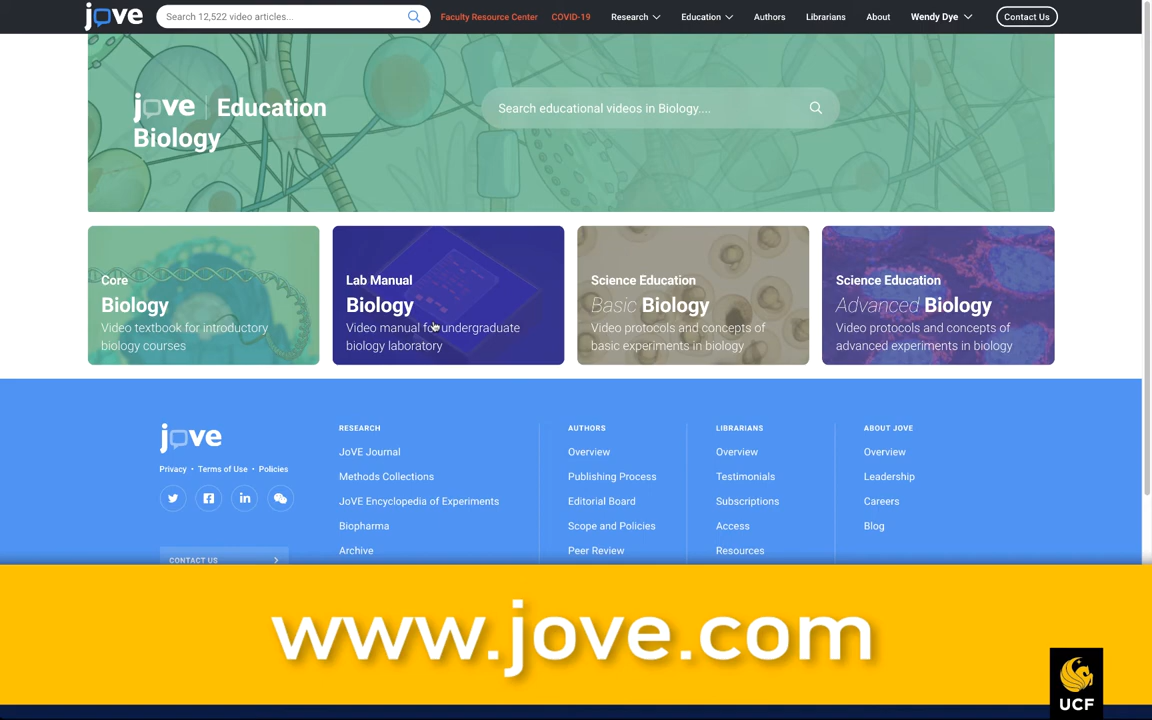 jove
Search 12,522 video articles...
Faculty Resource Center
COVID-19
Research
Education
Authors
Librarians
About
Wendy Dye
Contact Us
jove | Education
Biology
Search educational videos in Biology....
Core
Biology
Video textbook for introductory
biology courses
Lab Manual
Biology
Video manual for undergraduate
biology laboratory
Science Education
Basic Biology
Video protocols and concepts of
basic experiments in biology
Science Education
Advanced Biology
Video protocols and concepts of
advanced experiments in biology
jove
Privacy • Terms of Use • Policies
CONTACT US
RESEARCH
JoVE Journal
Methods Collections
JoVE Encyclopedia of Experiments
Biopharma
Archive
AUTHORS
Overview
Publishing Process
Editorial Board
Scope and Policies
Peer Review
LIBRARIANS
Overview
Testimonials
Subscriptions
Access
Resources
ABOUT JOVE
Overview
Leadership
Careers
Blog
www.jove.com
UCF